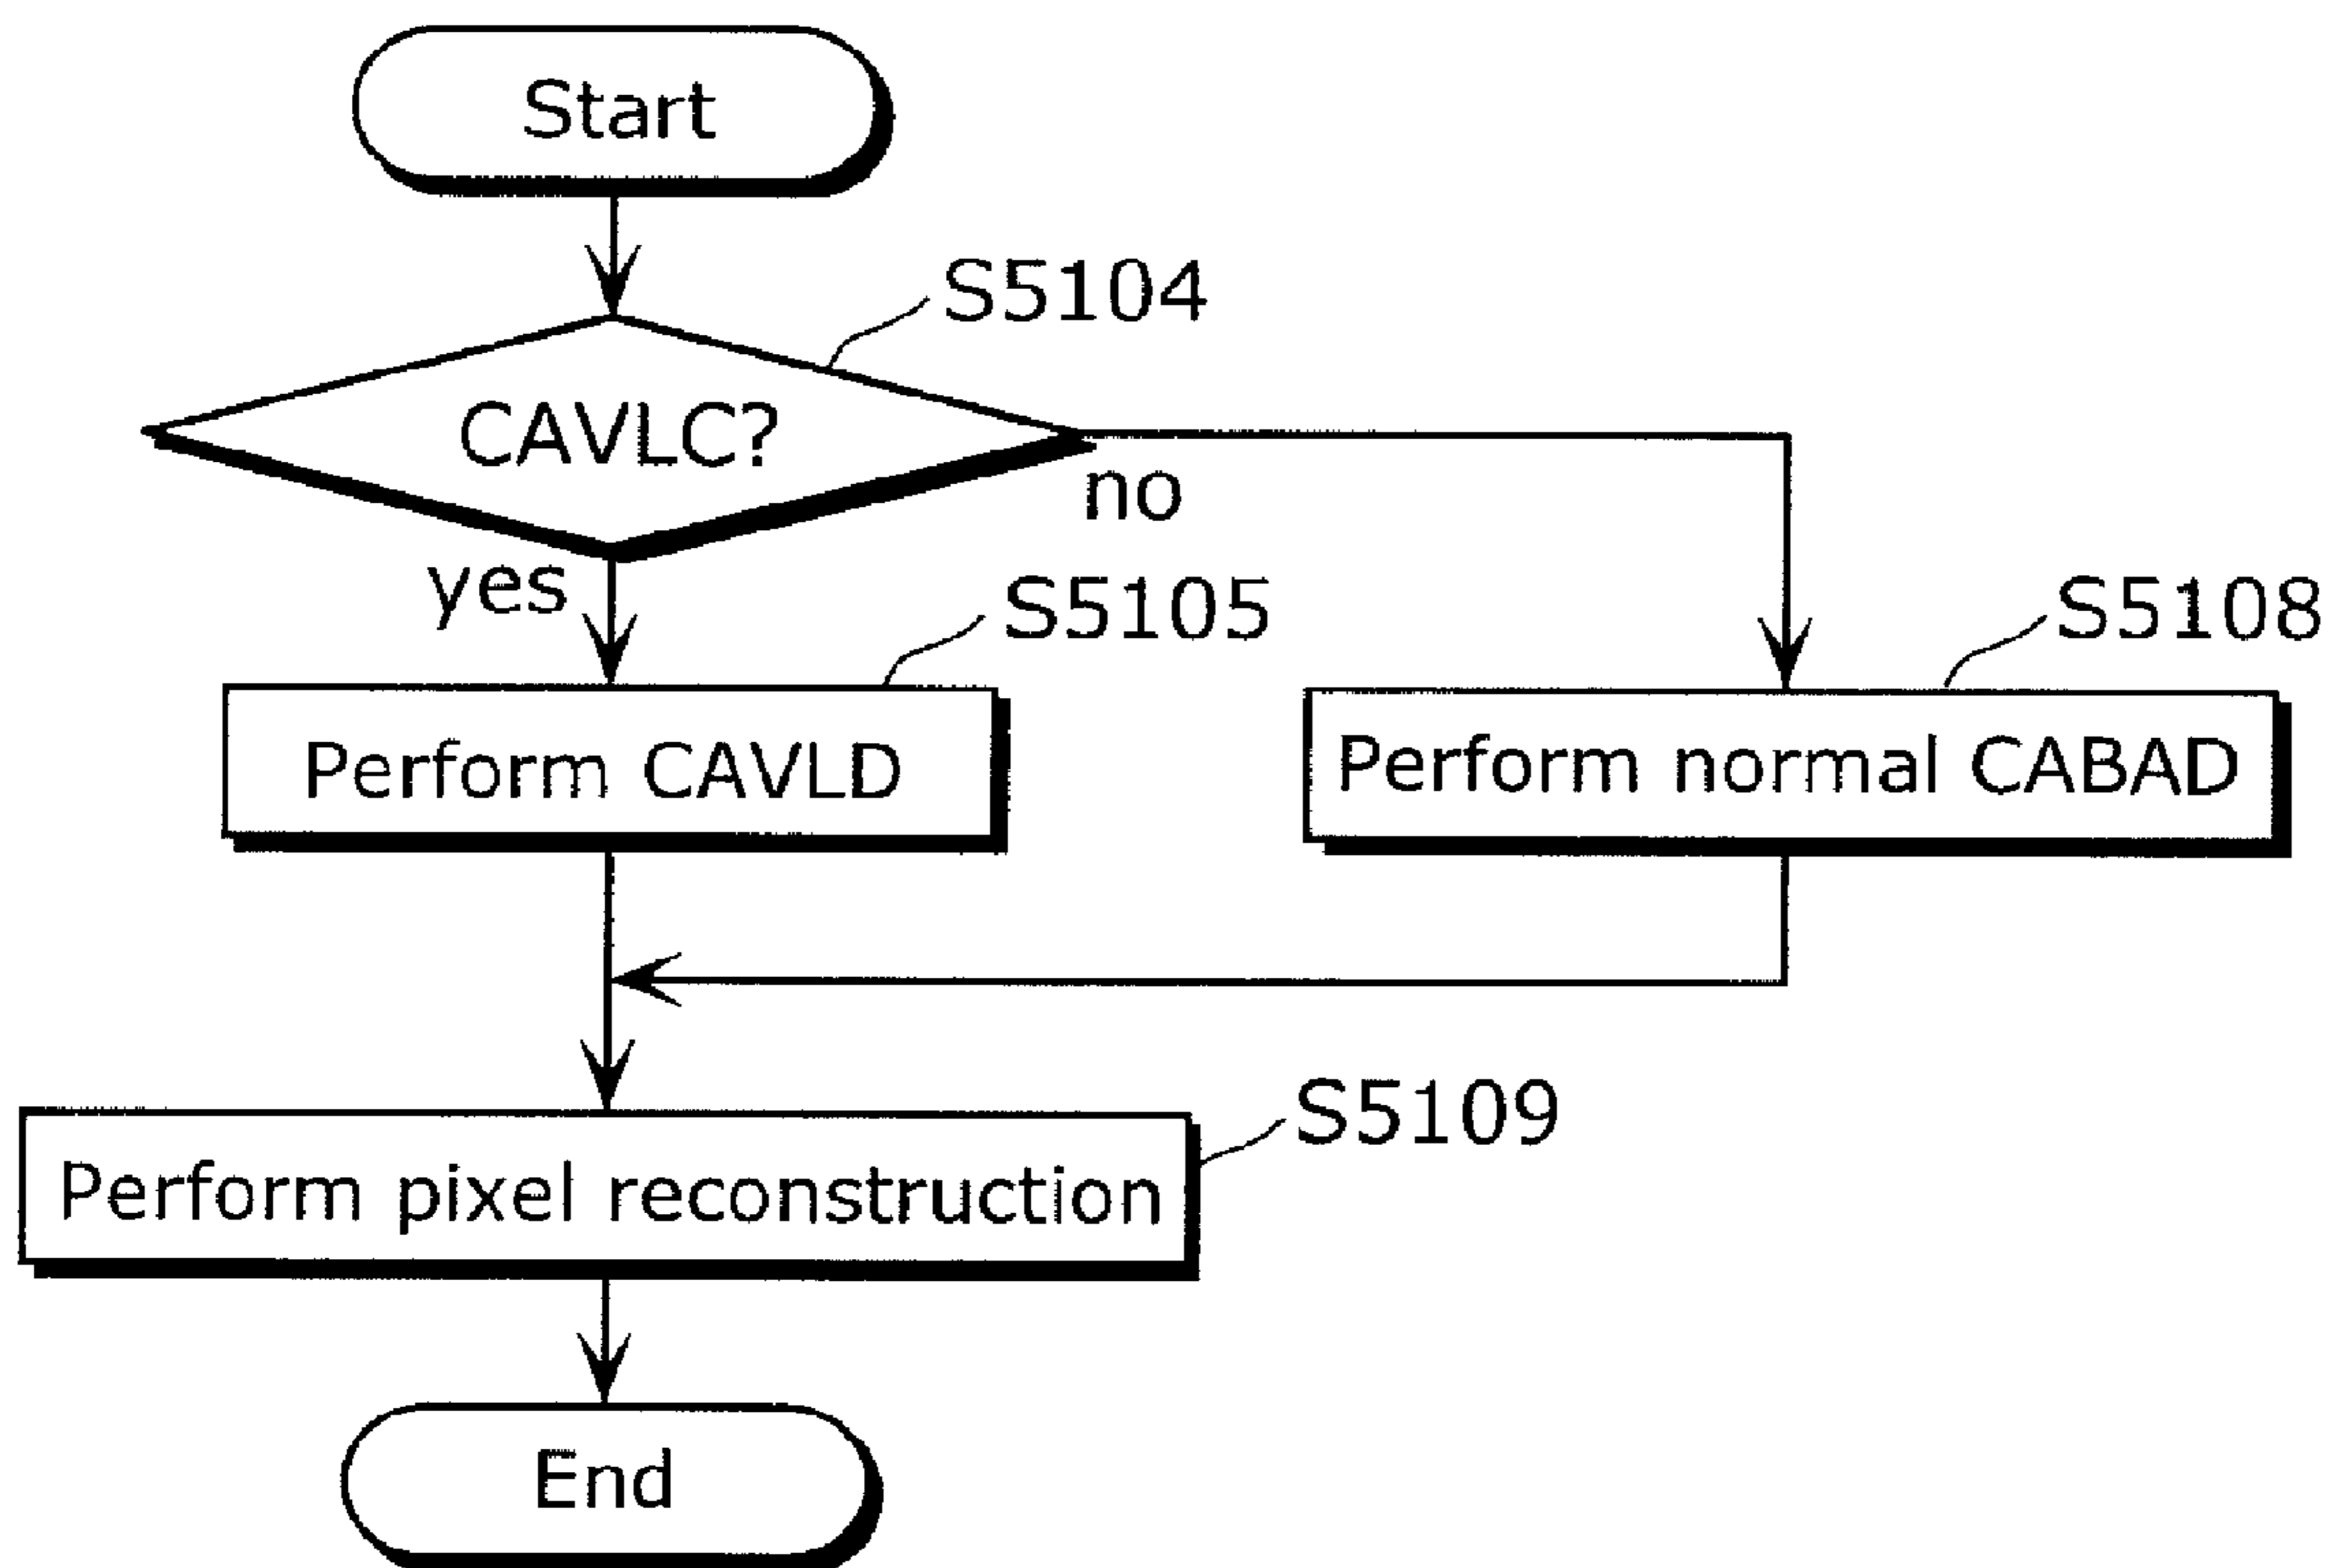 Start
S5104
CAVLC?
no
yes
S5105
S5108
Perform CAVLD
Perform normal CABAD
S5109
Perform pixel reconstruction
End